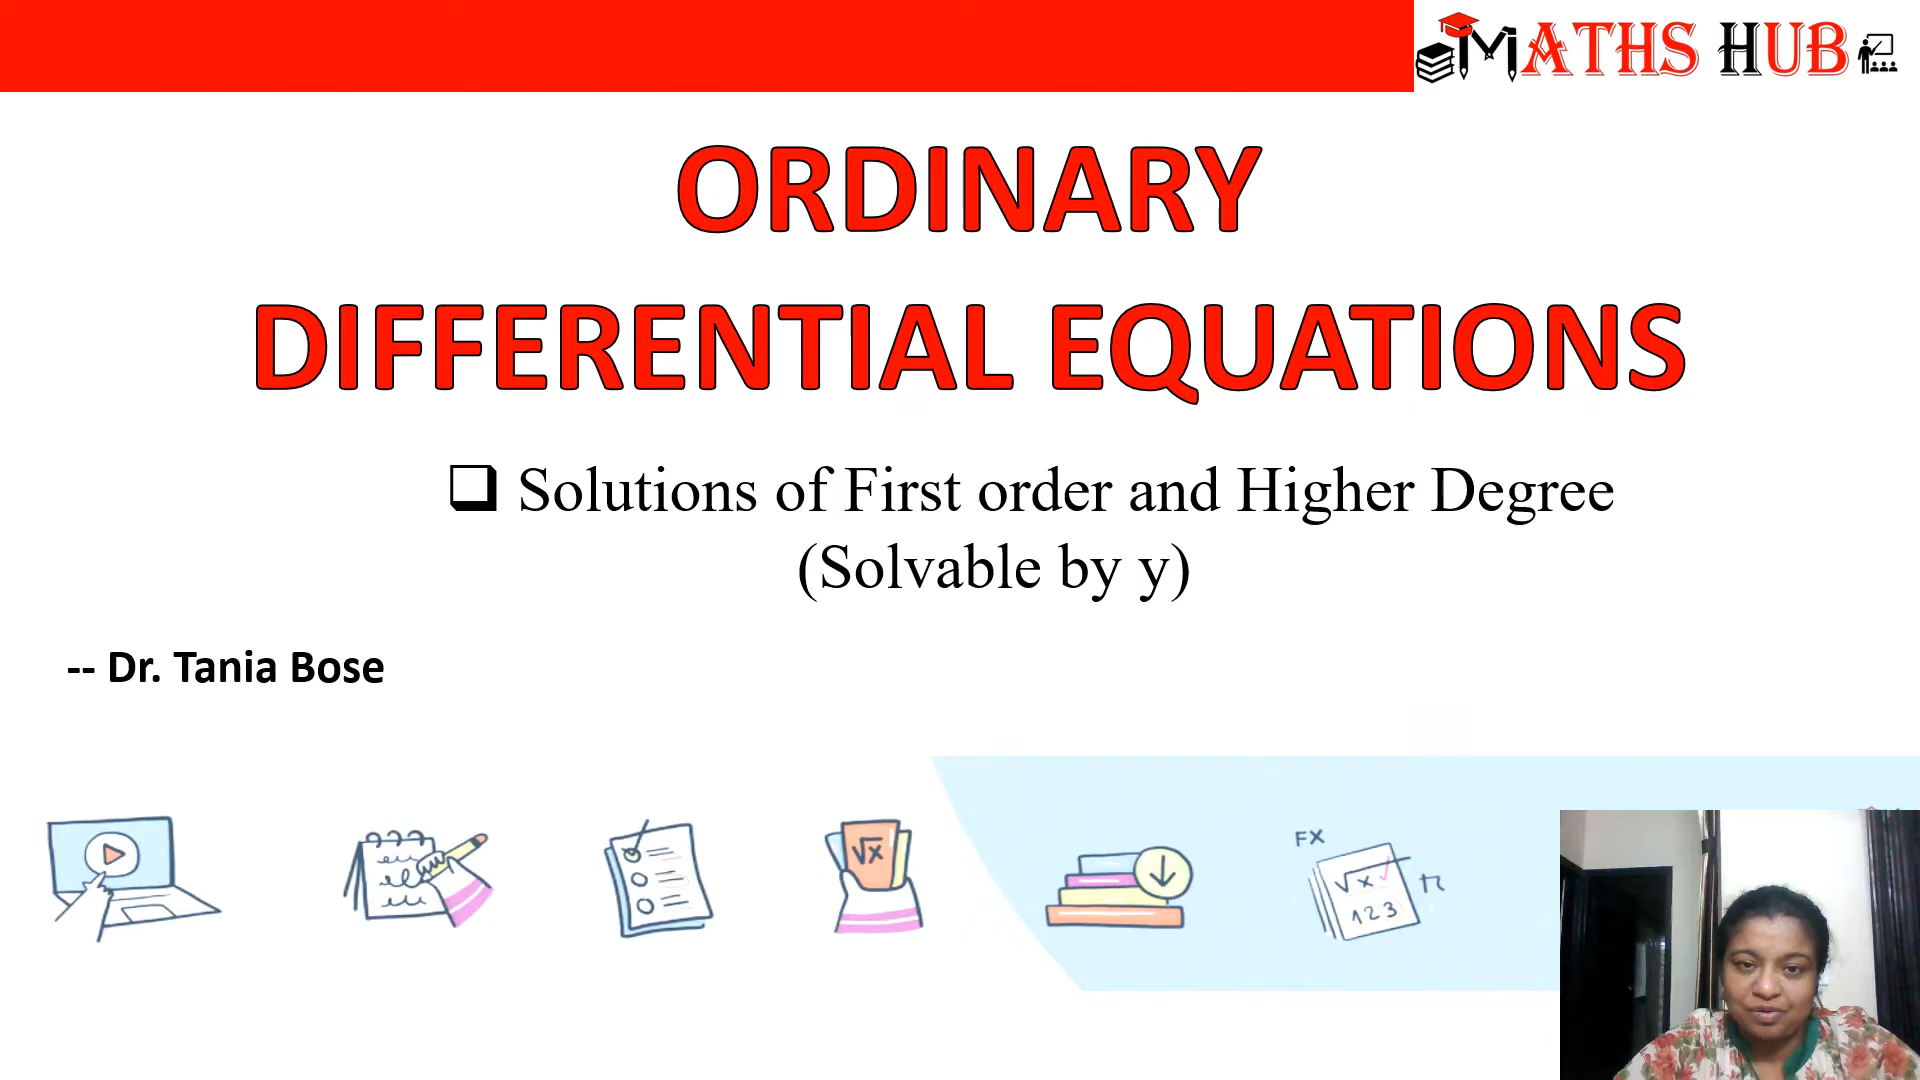 MATHS HUB
ORDINARY
DIFFERENTIAL EQUATIONS
❑ Solutions of First order and Higher Degree
(Solvable by y)
-- Dr. Tania Bose
√x
FX
√x
123